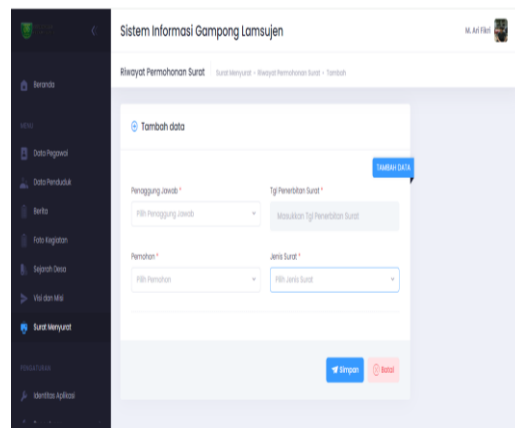 Sistem Informasi Gampong Lamsujen
M. Ari Fikri
Riwayat Permohonan Surat
Surat Menyurat - Riwayat Permohonan Surat - Tambah
Beranda
MENU
Data Pegawai
Data Penduduk
Berita
Foto Kegiatan
Sejarah Desa
Visi dan Misi
Surat Menyurat
PENGATURAN
Identitas Aplikasi
Tambah data
TAMBAH DATA
Penaggung Jawab *
Tgl Penerbitan Surat *
Pilih Penaggung Jawab
Masukkan Tgl Penerbitan Surat
Pemohon *
Jenis Surat *
Pilih Pemohon
Pilih Jenis Surat
Simpan
Batal